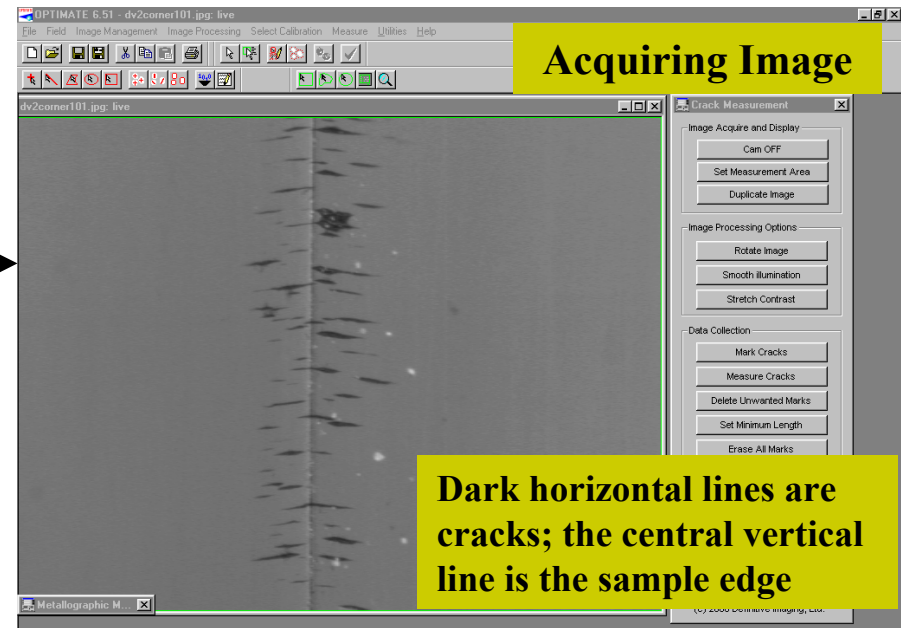 OPTIMATE 6.51 - dv2corner101.jpg: live
File Field Image Management Image Processing Select Calibration Measure Utilities Help
Acquiring Image
dv2corner101.jpg: live
Crack Measurement
Image Acquire and Display
Cam OFF
Set Measurement Area
Duplicate Image
Image Processing Options
Rotate Image
Smooth illumination
Stretch Contrast
Data Collection
Mark Cracks
Measure Cracks
Delete Unwanted Marks
Set Minimum Length
Erase All Marks
Dark horizontal lines are
cracks; the central vertical
line is the sample edge
Metallographic M...